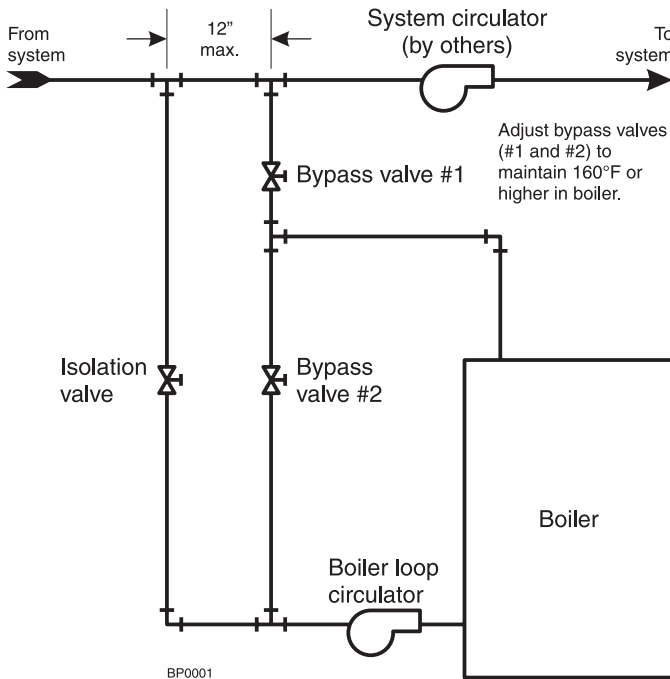 From
system
12"
max.
System circulator
(by others)
To
system
Adjust bypass valves
(#1 and #2) to
maintain 160°F or
higher in boiler.
Bypass valve #1
Isolation
valve
Bypass
valve #2
Boiler
Boiler loop
circulator
BP0001